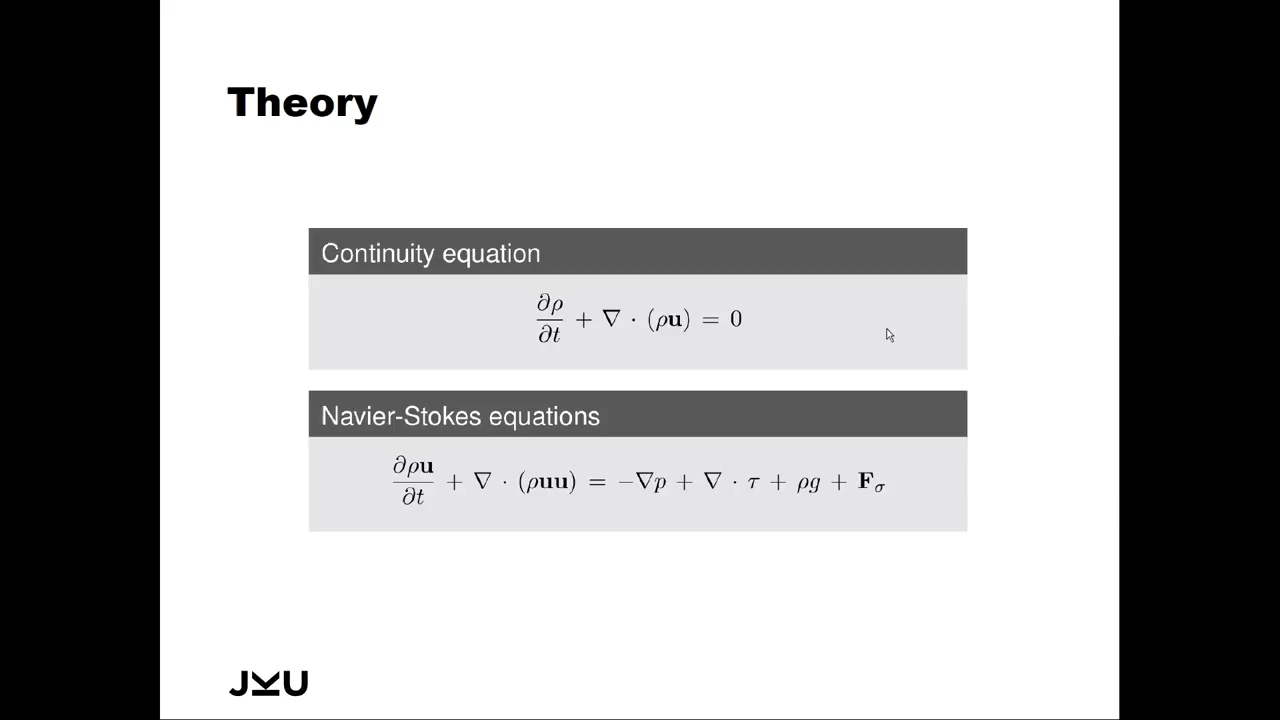 Theory
Continuity equation
∂ρ/∂t + ∇ · (ρu) = 0
Navier-Stokes equations
∂ρu/∂t + ∇ · (ρuu) = −∇p + ∇ · τ + ρg + F_σ
JKU